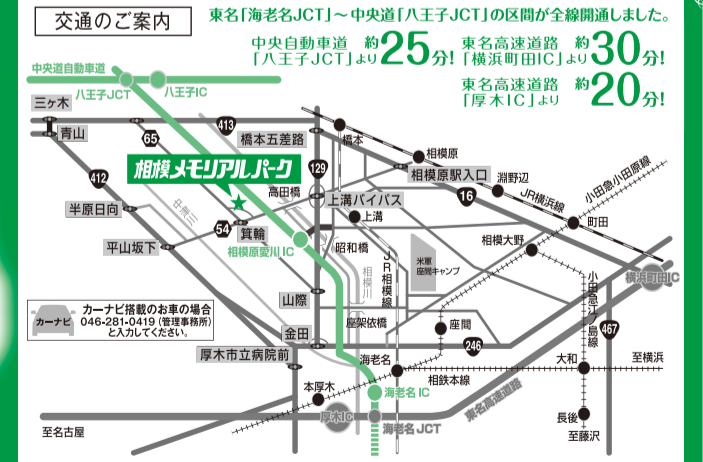 交通のご案内
東名「海老名JCT」～中央道「八王子JCT」の区間が全線開通しました。
中央自動車道「八王子JCT」より 約25分!
東名高速道路「横浜町田IC」より 約30分!
東名高速道路「厚木IC」より 約20分!
中央道自動車道
八王子JCT
八王子IC
三ヶ木
青山
65
413
橋本五差路
橋本
相模原
412
相模メモリアルパーク
高田橋
129
相模原駅入口
淵野辺
JR横浜線
小田急小田原線
16
半原日向
中津川
上溝バイパス
上溝
町田
54
箕輪
平山坂下
相模原愛川IC
昭和橋
相模川
JR相模線
米軍
座間キャンプ
相模大野
小田急江ノ島線
横浜町田IC
山際
カーナビ
カーナビ搭載のお車の場合
046-281-0419（管理事務所）
と入力してください。
金田
座架依橋
座間
467
246
厚木市立病院前
海老名
大和
至横浜
本厚木
相鉄本線
海老名IC
東名高速道路
厚木IC
長後
至名古屋
海老名JCT
至藤沢